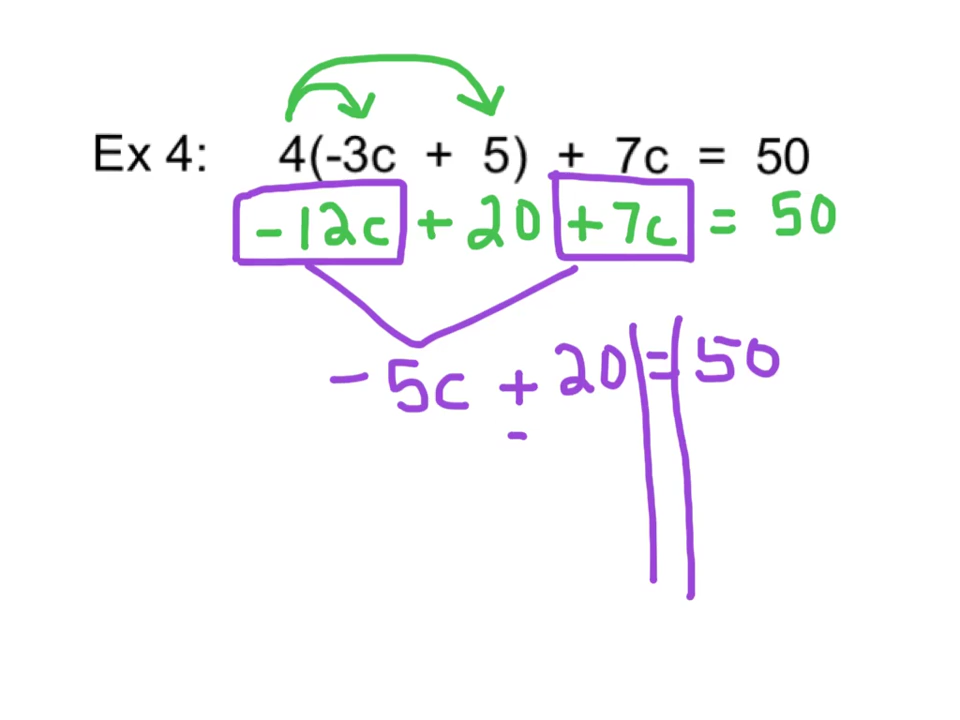 Ex 4: 4(-3c + 5) + 7c = 50
-12c + 20 +7c = 50
-5c + 20 = 50
-